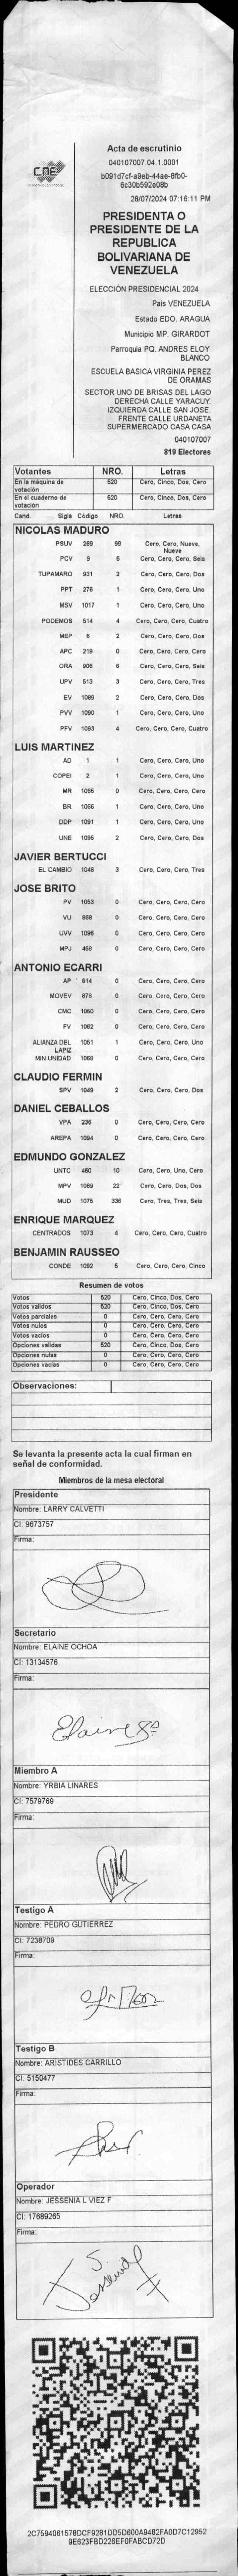 CNE
Acta de escrutinio
040107007.04.1.0001
b091d7cf-a9eb-44ae-8fb0-
6c30b592e08b
28/07/2024 07:16:11 PM
PRESIDENTA O
PRESIDENTE DE LA
REPUBLICA
BOLIVARIANA DE
VENEZUELA
ELECCIÓN PRESIDENCIAL 2024
Pais VENEZUELA
Estado EDO. ARAGUA
Municipio MP. GIRARDOT
Parroquia PQ. ANDRES ELOY
BLANCO
ESCUELA BASICA VIRGINIA PEREZ
DE ORAMAS
SECTOR UNO DE BRISAS DEL LAGO
DERECHA CALLE YARACUY.
IZQUIERDA CALLE SAN JOSE.
FRENTE CALLE URDANETA
SUPERMERCADO CASA CASA
040107007
819 Electores
Votantes NRO. Letras
En la máquina de votación 520 Cero, Cinco, Dos, Cero
En el cuaderno de votación 520 Cero, Cinco, Dos, Cero
Cand. Sigla Código NRO. Letras
NICOLAS MADURO
PSUV 269 99 Cero, Cero, Nueve, Nueve
PCV 5 6 Cero, Cero, Cero, Seis
TUPAMARO 931 2 Cero, Cero, Cero, Dos
PPT 276 1 Cero, Cero, Cero, Uno
MSV 1017 1 Cero, Cero, Cero, Uno
PODEMOS 514 4 Cero, Cero, Cero, Cuatro
MEP 6 2 Cero, Cero, Cero, Dos
APC 219 0 Cero, Cero, Cero, Cero
ORA 906 6 Cero, Cero, Cero, Seis
UPV 513 3 Cero, Cero, Cero, Tres
EV 1089 2 Cero, Cero, Cero, Dos
PVV 1090 1 Cero, Cero, Cero, Uno
PFV 1093 4 Cero, Cero, Cero, Cuatro
LUIS MARTINEZ
AD 1 1 Cero, Cero, Cero, Uno
COPEI 2 1 Cero, Cero, Cero, Uno
MR 1065 0 Cero, Cero, Cero, Cero
BR 1066 1 Cero, Cero, Cero, Uno
DDP 1091 1 Cero, Cero, Cero, Uno
UNE 1095 2 Cero, Cero, Cero, Dos
JAVIER BERTUCCI
EL CAMBIO 1048 3 Cero, Cero, Cero, Tres
JOSE BRITO
PV 1053 0 Cero, Cero, Cero, Cero
VU 868 0 Cero, Cero, Cero, Cero
UVV 1096 0 Cero, Cero, Cero, Cero
MPJ 458 0 Cero, Cero, Cero, Cero
ANTONIO ECARRI
AP 914 0 Cero, Cero, Cero, Cero
MOVEV 678 0 Cero, Cero, Cero, Cero
CMC 1050 0 Cero, Cero, Cero, Cero
FV 1062 0 Cero, Cero, Cero, Cero
ALIANZA DEL LAPIZ 1051 1 Cero, Cero, Cero, Uno
MIN UNIDAD 1068 0 Cero, Cero, Cero, Cero
CLAUDIO FERMIN
SPV 1049 2 Cero, Cero, Cero, Dos
DANIEL CEBALLOS
VPA 236 0 Cero, Cero, Cero, Cero
AREPA 1094 0 Cero, Cero, Cero, Cero
EDMUNDO GONZALEZ
UNTC 460 10 Cero, Cero, Uno, Cero
MPV 1069 22 Cero, Cero, Dos, Dos
MUD 1075 336 Cero, Tres, Tres, Seis
ENRIQUE MARQUEZ
CENTRADOS 1073 4 Cero, Cero, Cero, Cuatro
BENJAMIN RAUSSEO
CONDE 1092 5 Cero, Cero, Cero, Cinco
Resumen de votos
Votos 520 Cero, Cinco, Dos, Cero
Votos validos 520 Cero, Cinco, Dos, Cero
Votos parciales 0 Cero, Cero, Cero, Cero
Votos nulos 0 Cero, Cero, Cero, Cero
Votos vacíos 0 Cero, Cero, Cero, Cero
Opciones validas 520 Cero, Cinco, Dos, Cero
Opciones nulas 0 Cero, Cero, Cero, Cero
Opciones vacias 0 Cero, Cero, Cero, Cero
Observaciones:
Se levanta la presente acta la cual firman en
señal de conformidad.
Miembros de la mesa electoral
Presidente
Nombre: LARRY CALVETTI
CI: 9673757
Firma:
Secretario
Nombre: ELAINE OCHOA
CI: 13134576
Firma:
Elaine
Miembro A
Nombre: YRBIA LINARES
CI: 7579769
Firma:
Testigo A
Nombre: PEDRO GUTIERREZ
CI: 7238709
Firma:
Testigo B
Nombre: ARISTIDES CARRILLO
CI: 5150477
Firma:
Operador
Nombre: JESSENIA L VIEZ F
CI: 17689265
Firma:
2C7594061578DCF92B1DD5D600A9482FA0D7C12952
9E623FBD226EF0FABCD72D